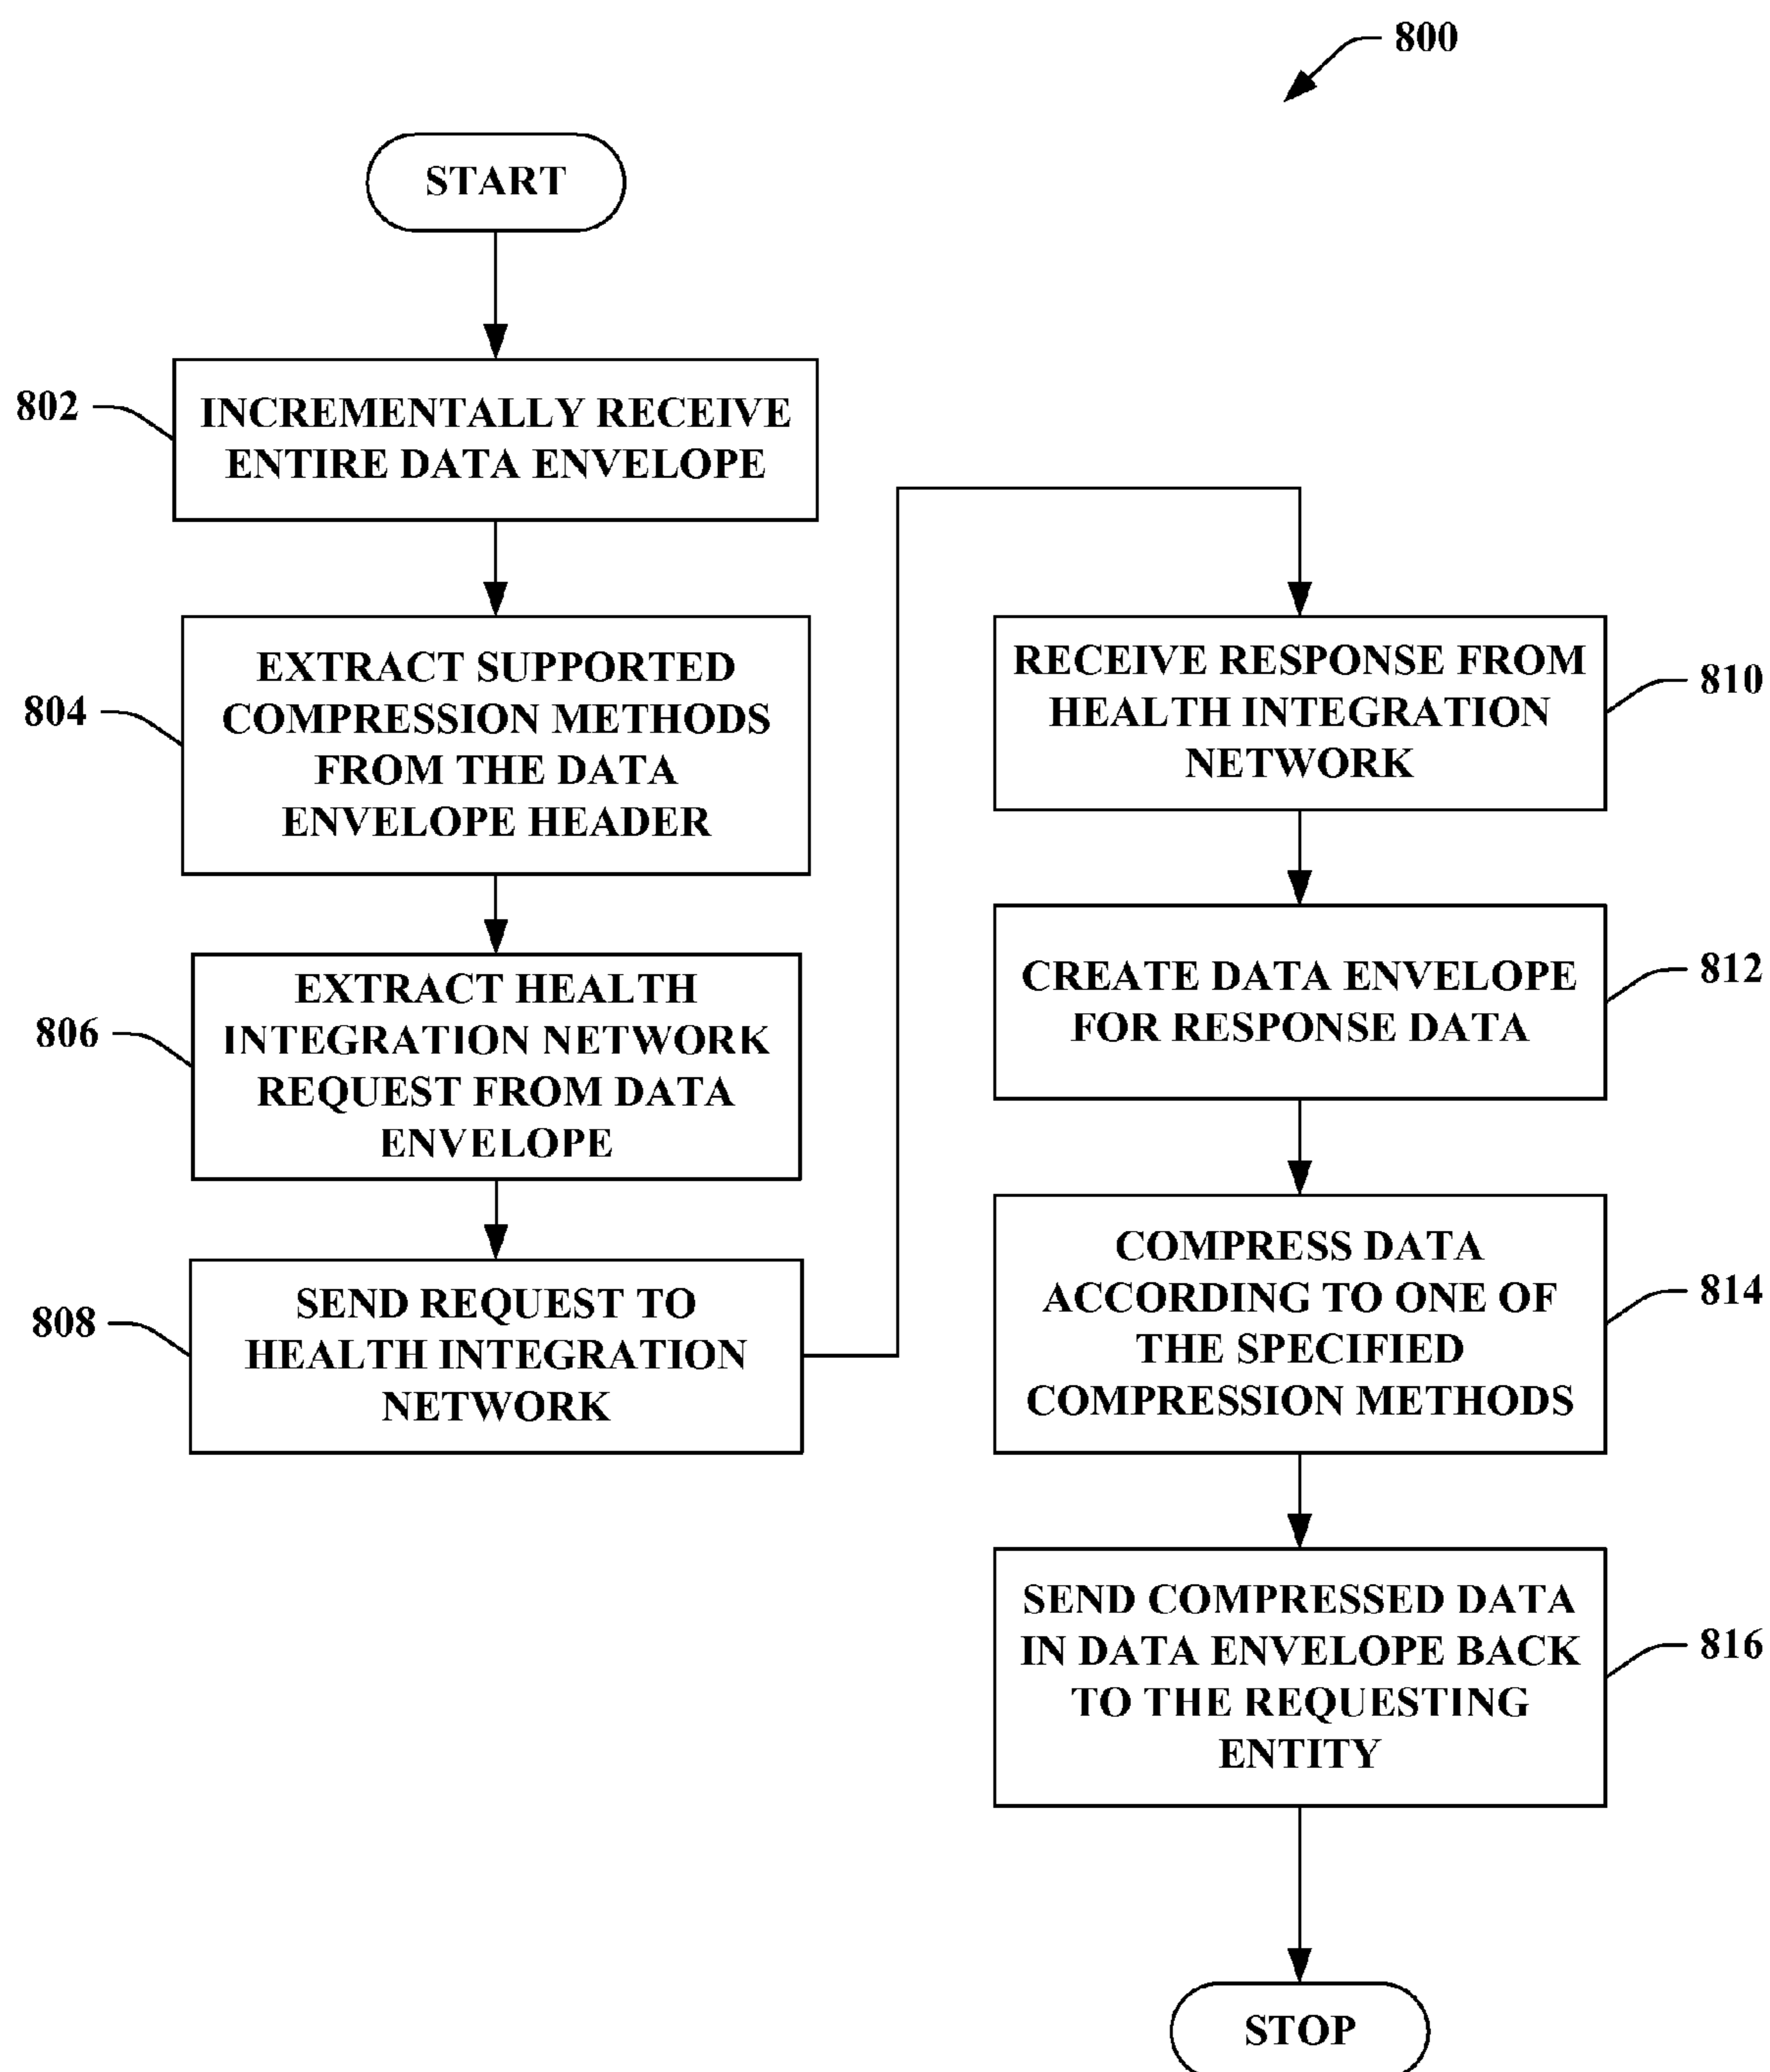 800
START
802
INCREMENTALLY RECEIVE
ENTIRE DATA ENVELOPE
804
EXTRACT SUPPORTED
COMPRESSION METHODS
FROM THE DATA
ENVELOPE HEADER
806
EXTRACT HEALTH
INTEGRATION NETWORK
REQUEST FROM DATA
ENVELOPE
808
SEND REQUEST TO
HEALTH INTEGRATION
NETWORK
RECEIVE RESPONSE FROM
HEALTH INTEGRATION
NETWORK
810
CREATE DATA ENVELOPE
FOR RESPONSE DATA
812
COMPRESS DATA
ACCORDING TO ONE OF
THE SPECIFIED
COMPRESSION METHODS
814
SEND COMPRESSED DATA
IN DATA ENVELOPE BACK
TO THE REQUESTING
ENTITY
816
STOP